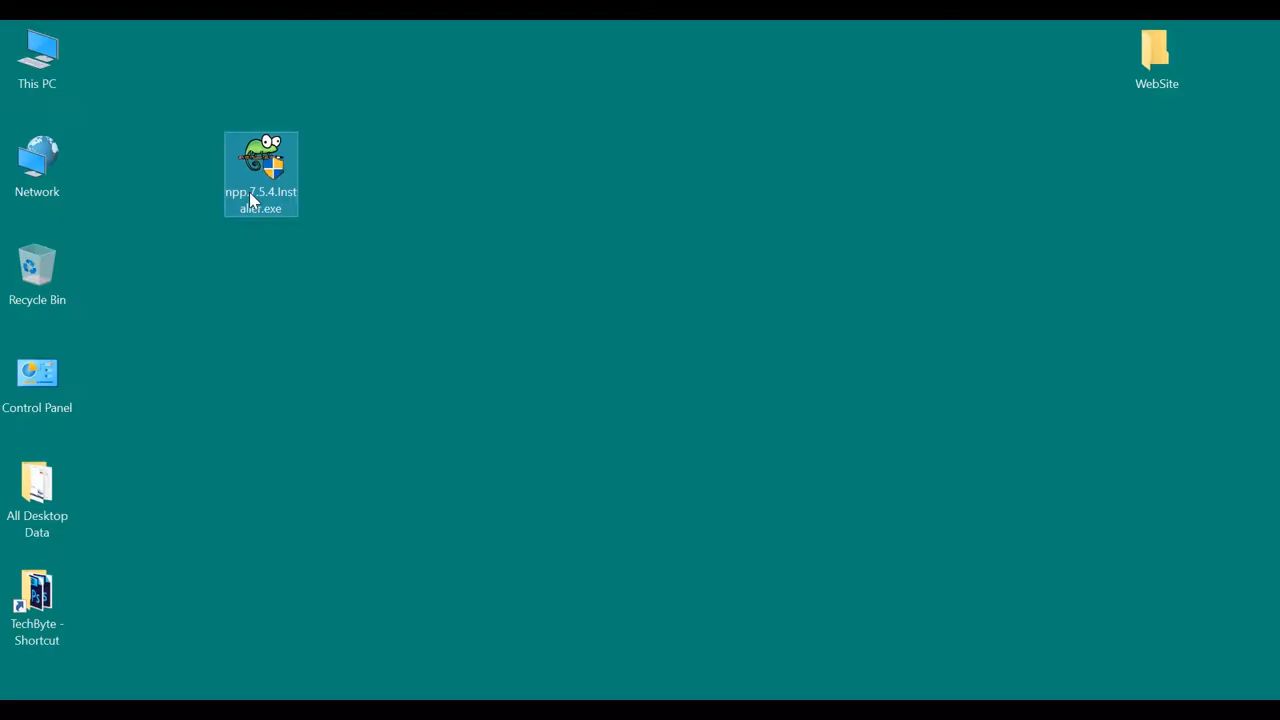 This PC
WebSite
npp.7.5.4.Inst
aller.exe
Network
Recycle Bin
Control Panel
All Desktop
Data
TechByte -
Shortcut